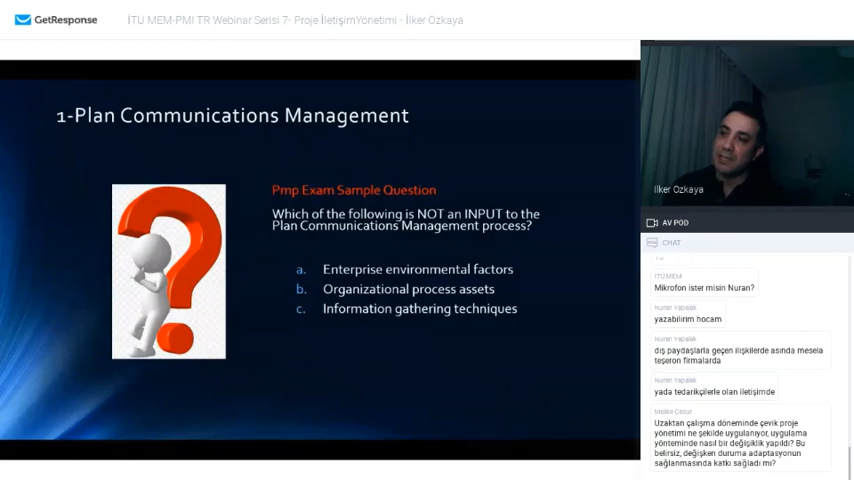 GetResponse
İTÜ MEM-PMI TR Webinar Serisi 7- Proje İletişimYönetimi - İlker Ozkaya
1-Plan Communications Management
Pmp Exam Sample Question
Which of the following is NOT an INPUT to the
Plan Communications Management process?
a. Enterprise environmental factors
b. Organizational process assets
c. Information gathering techniques
Ilker Ozkaya
AV POD
CHAT
İTÜ MEM
Mikrofon ister misin Nuran?
Nuran Yapalak
yazabilirim hocam
Nuran Yapalak
dış paydaşlarla geçen ilişkilerde asında mesela
teşeron firmalarda
Nuran Yapalak
yada tedarikçilerle olan iletişimde
Melike Cezur
Uzaktan çalışma döneminde çevik proje
yönetimi ne şekilde uygulanıyor, uygulama
yönteminde nasıl bir değişiklik yapıldı? Bu
belirsiz, değişken duruma adaptasyonun
sağlanmasında katkı sağladı mı?